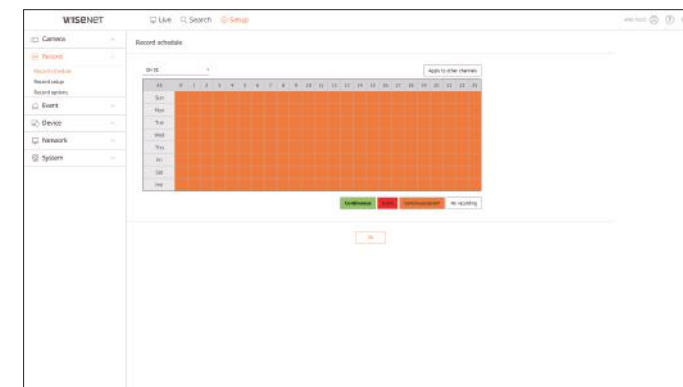 WISENET
Live Search Setup
Camera
Record
Record schedule
Record setup
Record options
Event
Device
Network
System
Record schedule
CH 01
Apply to other channels
All 0 1 2 3 4 5 6 7 8 9 10 11 12 13 14 15 16 17 18 19 20 21 22 23
Sun
Mon
Tue
Wed
Thu
Fri
Sat
Continuous Event Continuous/Event No recording
Ok